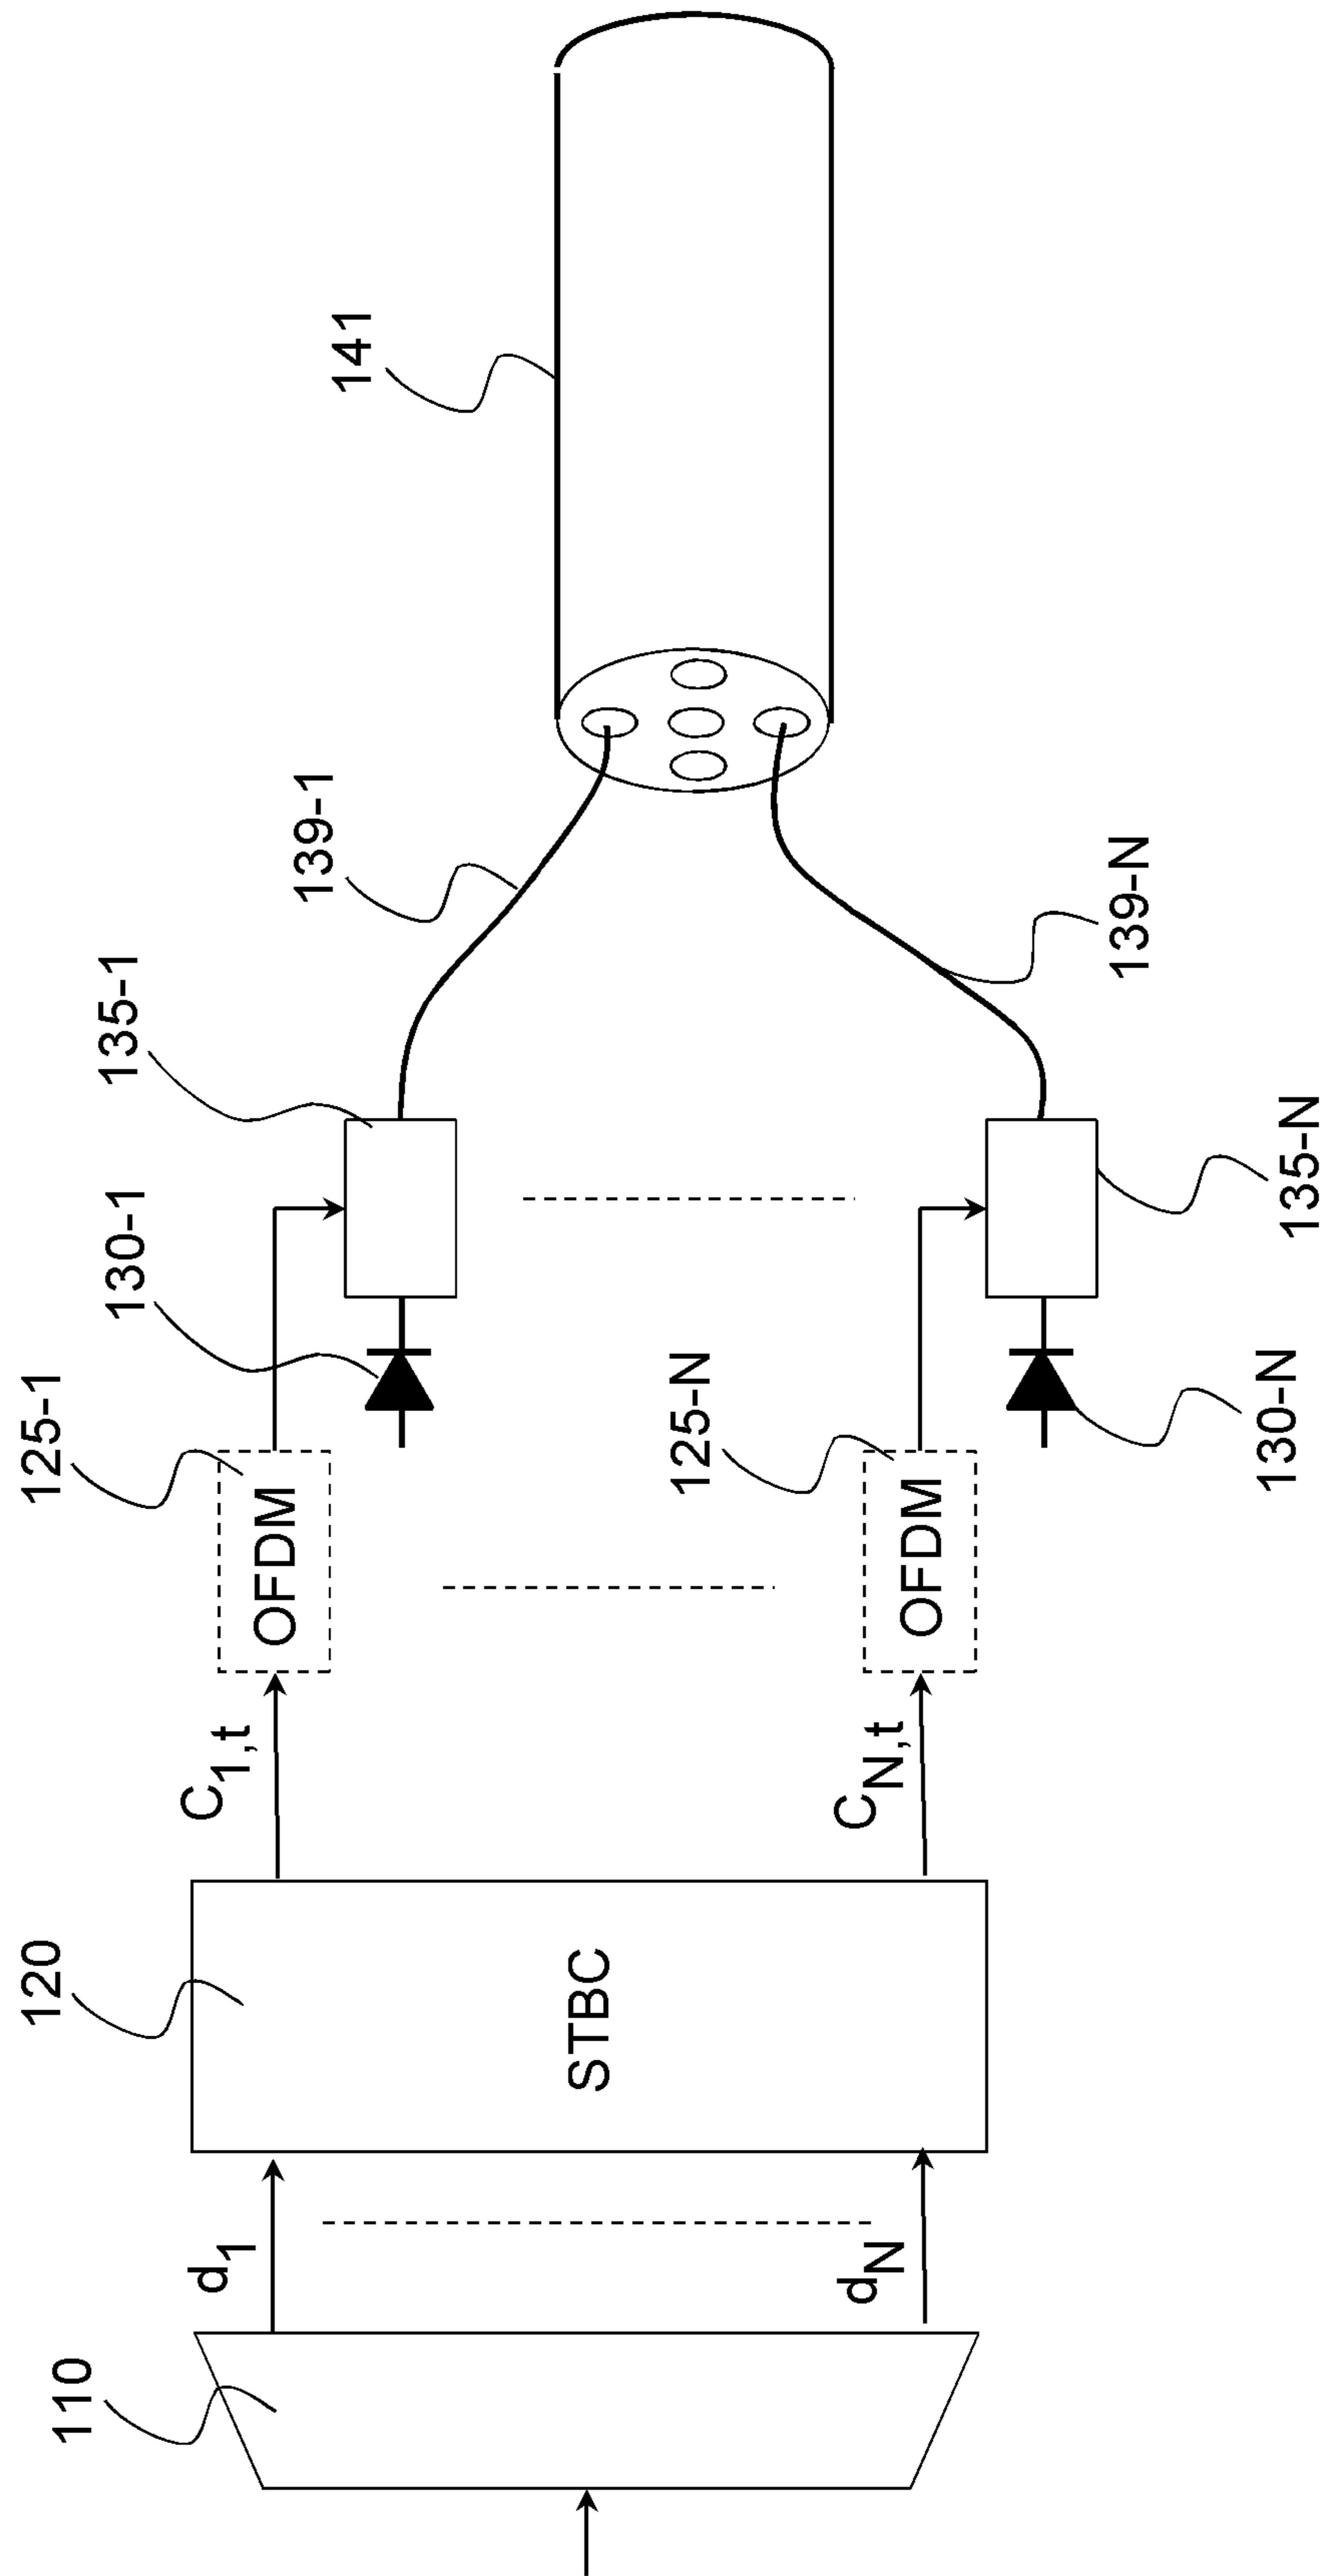 110
d1
dN
120
STBC
C1,t
CN,t
125-1
OFDM
125-N
OFDM
130-1
130-N
135-1
135-N
139-1
139-N
141